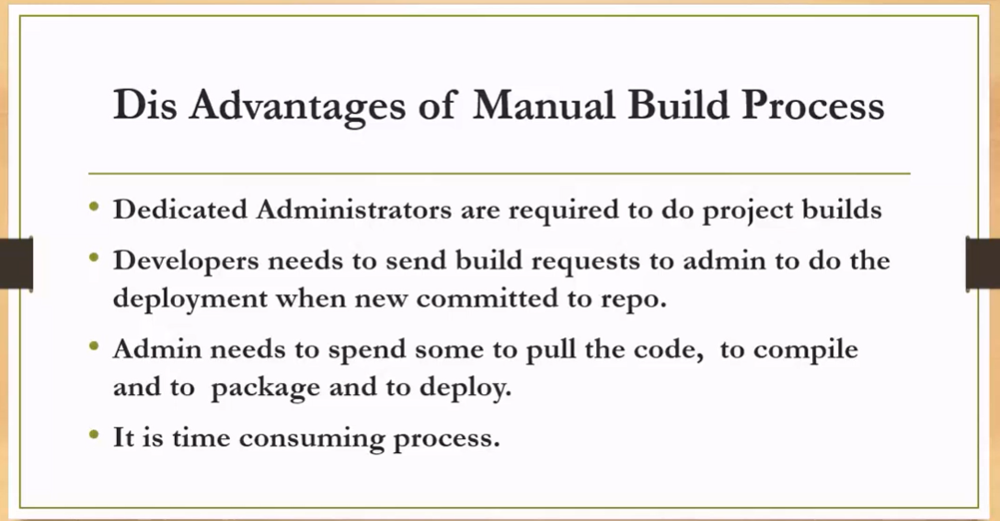 Dis Advantages of Manual Build Process
• Dedicated Administrators are required to do project builds
• Developers needs to send build requests to admin to do the
deployment when new committed to repo.
• Admin needs to spend some to pull the code,  to compile
and to  package and to deploy.
• It is time consuming process.